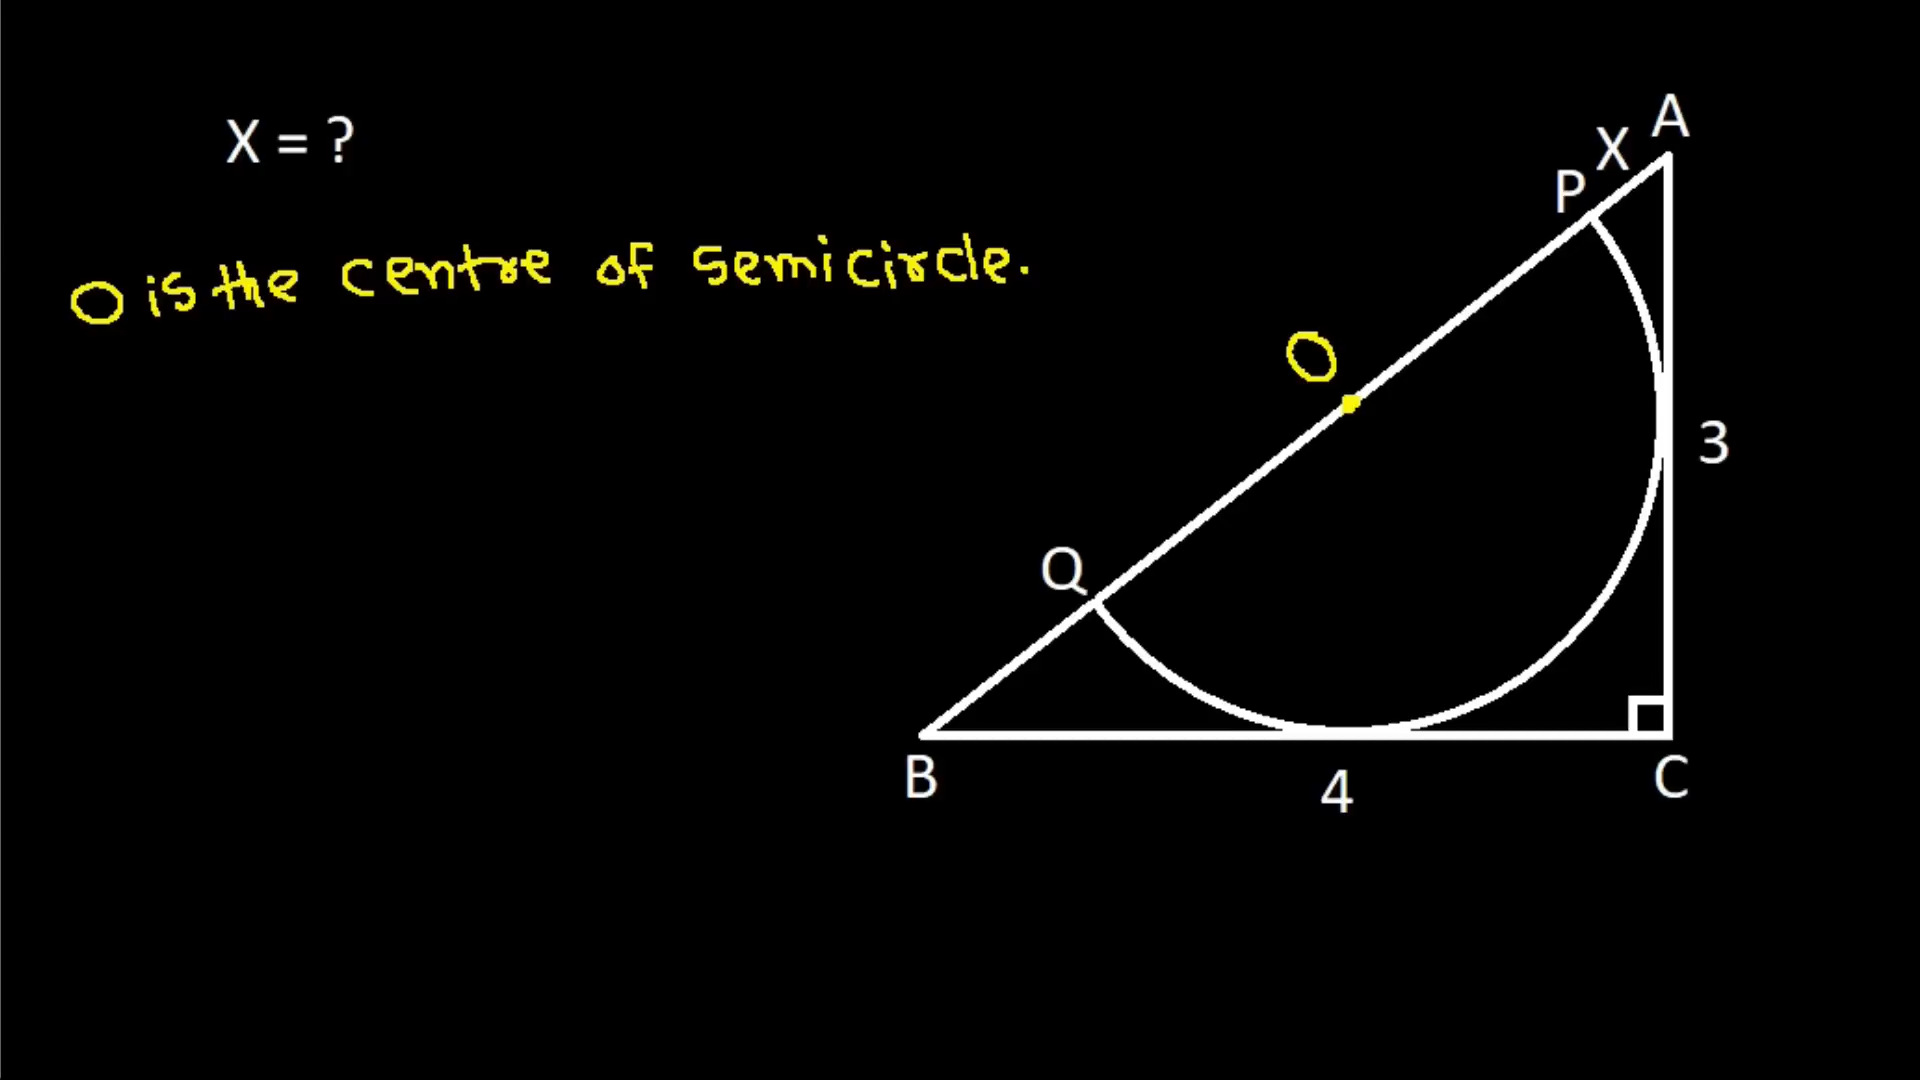 X = ?
O is the centre of semicircle.
A
X
P
O
3
Q
B
4
C